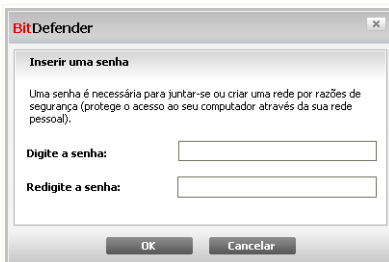 BitDefender
Inserir uma senha
Uma senha é necessária para juntar-se ou criar uma rede por razões de
segurança (protege o acesso ao seu computador através da sua rede
pessoal).
Digite a senha:
Redigite a senha:
OK Cancelar